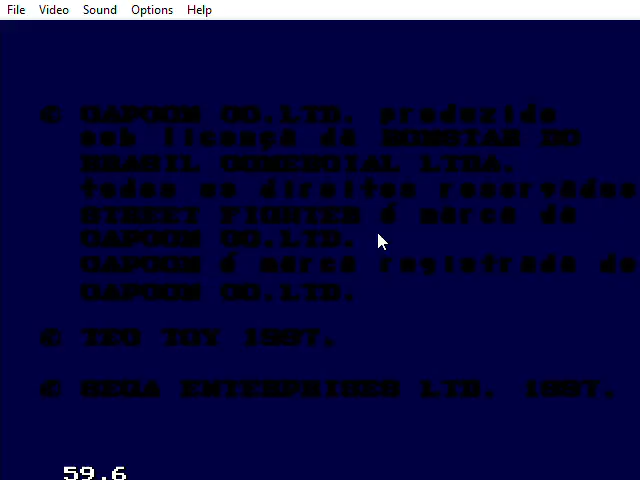 File Video Sound Options Help
© CAPCOM CO.LTD. produzido
sob licença da ROMSTAR DO
BRASIL COMERCIAL LTDA.
todos os direitos reservados
STREET FIGHTER é marca da
CAPCOM CO.LTD.
CAPCOM é marca registrada de
CAPCOM CO.LTD.
© TEC TOY 1997.
© SEGA ENTERPRISES LTD. 1997.
59.6